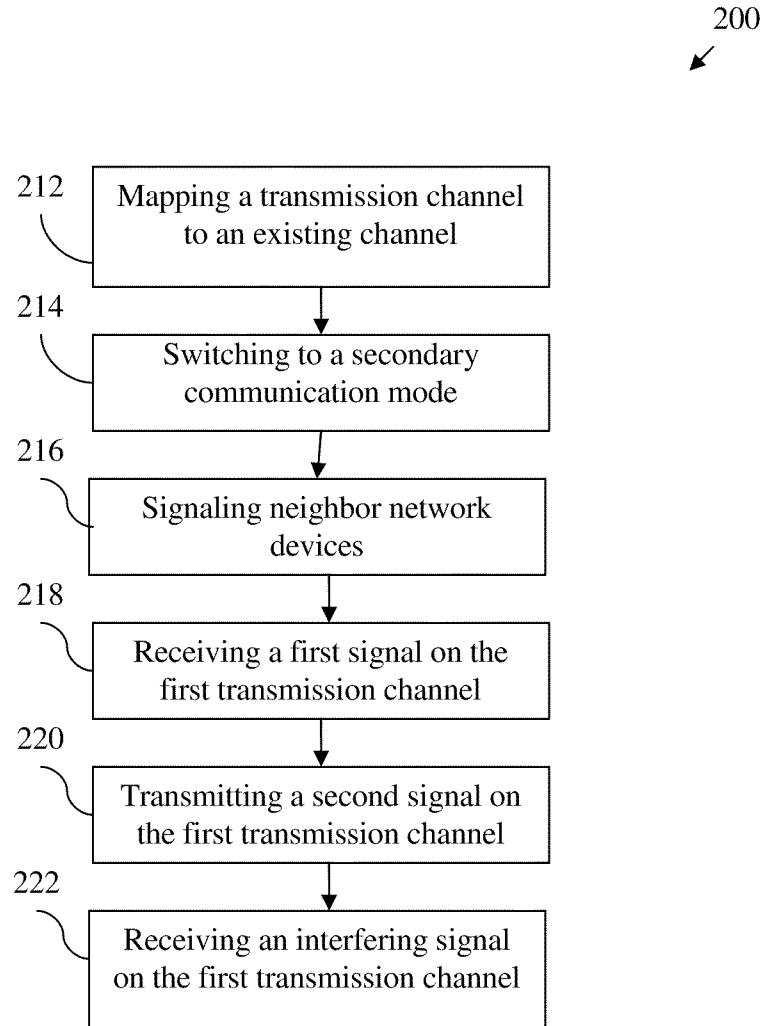 200
212
Mapping a transmission channel
to an existing channel
214
Switching to a secondary
communication mode
216
Signaling neighbor network
devices
218
Receiving a first signal on the
first transmission channel
220
Transmitting a second signal on
the first transmission channel
222
Receiving an interfering signal
on the first transmission channel